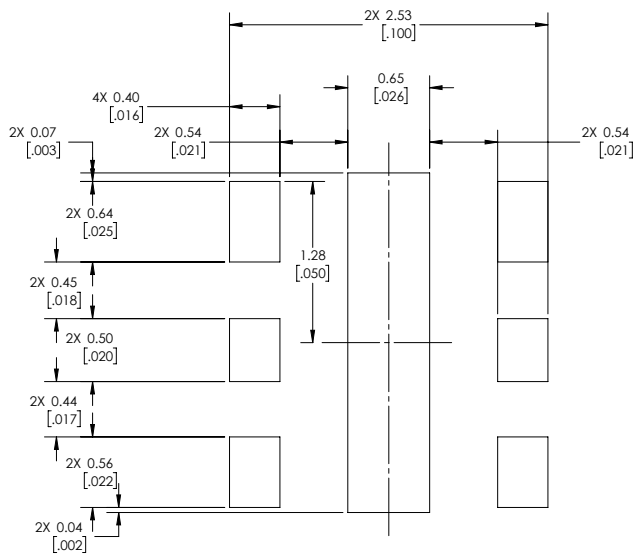 2X 2.53
[.100]
0.65
[.026]
4X 0.40
[.016]
2X 0.07
[.003]
2X 0.54
[.021]
2X 0.54
[.021]
2X 0.64
[.025]
1.28
[.050]
2X 0.45
[.018]
2X 0.50
[.020]
2X 0.44
[.017]
2X 0.56
[.022]
2X 0.04
[.002]